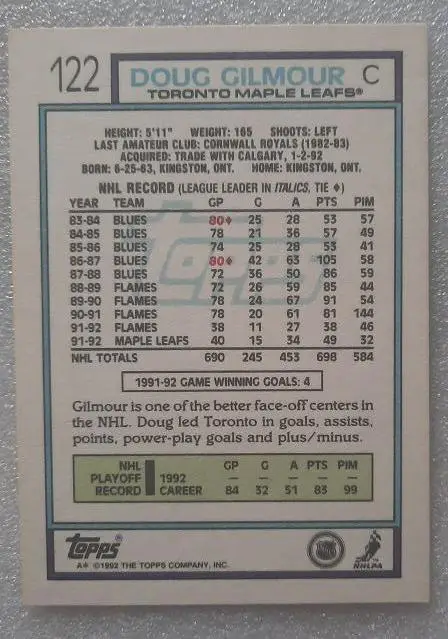 122
DOUG GILMOUR C
TORONTO MAPLE LEAFS®
HEIGHT: 5'11" WEIGHT: 165 SHOOTS: LEFT
LAST AMATEUR CLUB: CORNWALL ROYALS (1982-83)
ACQUIRED: TRADE WITH CALGARY, 1-2-92
BORN: 6-25-63, KINGSTON, ONT. HOME: KINGSTON, ONT.
NHL RECORD (LEAGUE LEADER IN ITALICS, TIE ♦)
YEAR TEAM GP G A PTS PIM
83-84 BLUES 80♦ 25 28 53 57
84-85 BLUES 78 21 36 57 49
85-86 BLUES 74 25 28 53 41
86-87 BLUES 80♦ 42 63 105 58
87-88 BLUES 72 36 50 86 59
88-89 FLAMES 72 26 59 85 44
89-90 FLAMES 78 24 67 91 54
90-91 FLAMES 78 20 61 81 144
91-92 FLAMES 38 11 27 38 46
91-92 MAPLE LEAFS 40 15 34 49 32
NHL TOTALS 690 245 453 698 584
1991-92 GAME WINNING GOALS: 4
Gilmour is one of the better face-off centers in
the NHL. Doug led Toronto in goals, assists,
points, power-play goals and plus/minus.
NHL GP G A PTS PIM
PLAYOFF 1992 — — — — —
RECORD CAREER 84 32 51 83 99
Topps®
A* ©1992 THE TOPPS COMPANY, INC.
NHL
NHLPA
Topps